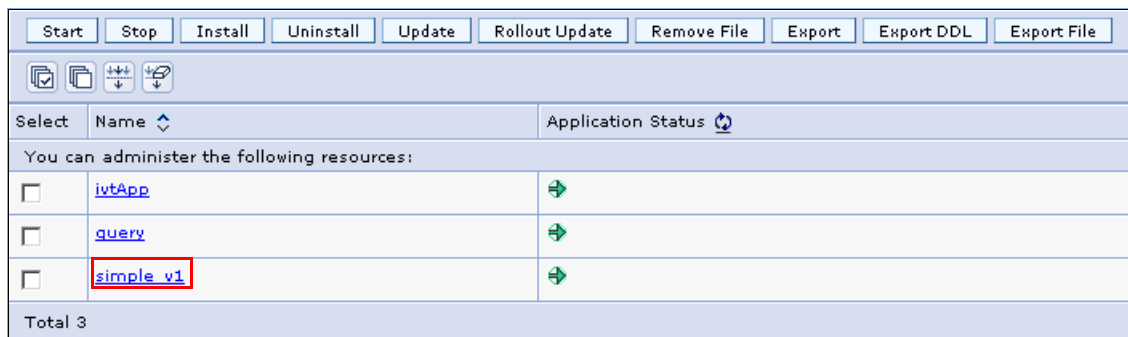 Start Stop Install Uninstall Update Rollout Update Remove File Export Export DDL Export File
Select Name Application Status
You can administer the following resources:
ivtApp
query
simple_v1
Total 3